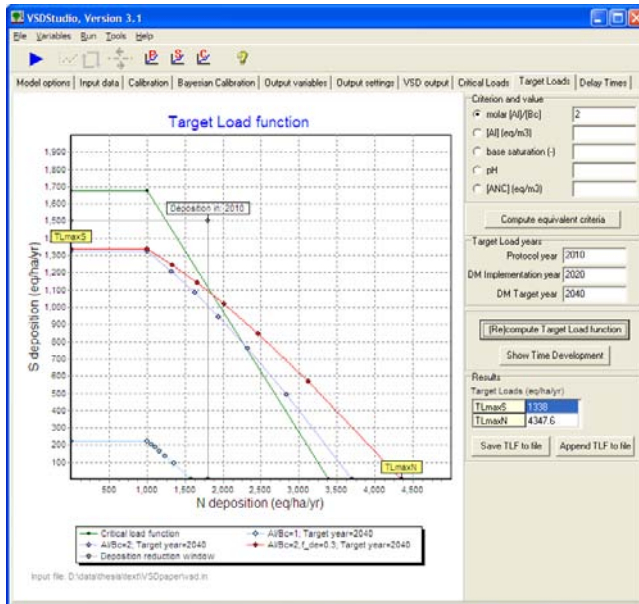 VSDStudio, Version 3.1
File Variables Run Tools Help
B S C ?
Model options Input data Calibration Bayesian Calibration Output variables Output settings VSD output Critical Loads Target Loads Delay Times
Target Load function
1,900
1,800
1,700
1,600
1,500
1,400
1,300
1,200
1,100
1,000
900
800
700
600
500
400
300
200
100
S deposition (eq/ha/yr)
Deposition in: 2010
TLmaxS
TLmaxN
500 1,000 1,500 2,000 2,500 3,000 3,500 4,000 4,500
N deposition (eq/ha/yr)
Critical load function
Al/Bc=1; Target year=2040
Al/Bc=2; Target year=2040
Al/Bc=2, f_de=0.3; Target year=2040
Deposition reduction window
Input file: D:\data\thesis\text\VSDpaper\vsd.in
Criterion and value
molar [Al]/[Bc] 2
[Al] (eq/m3)
base saturation (-)
pH
[ANC] (eq/m3)
Compute equivalent criteria
Target Load years
Protocol year 2010
DM Implementation year 2020
DM Target year 2040
(Re)compute Target Load function
Show Time Development
Results
Target Loads (eq/ha/yr)
TLmaxS 1338
TLmaxN 4347.6
Save TLF to file Append TLF to file